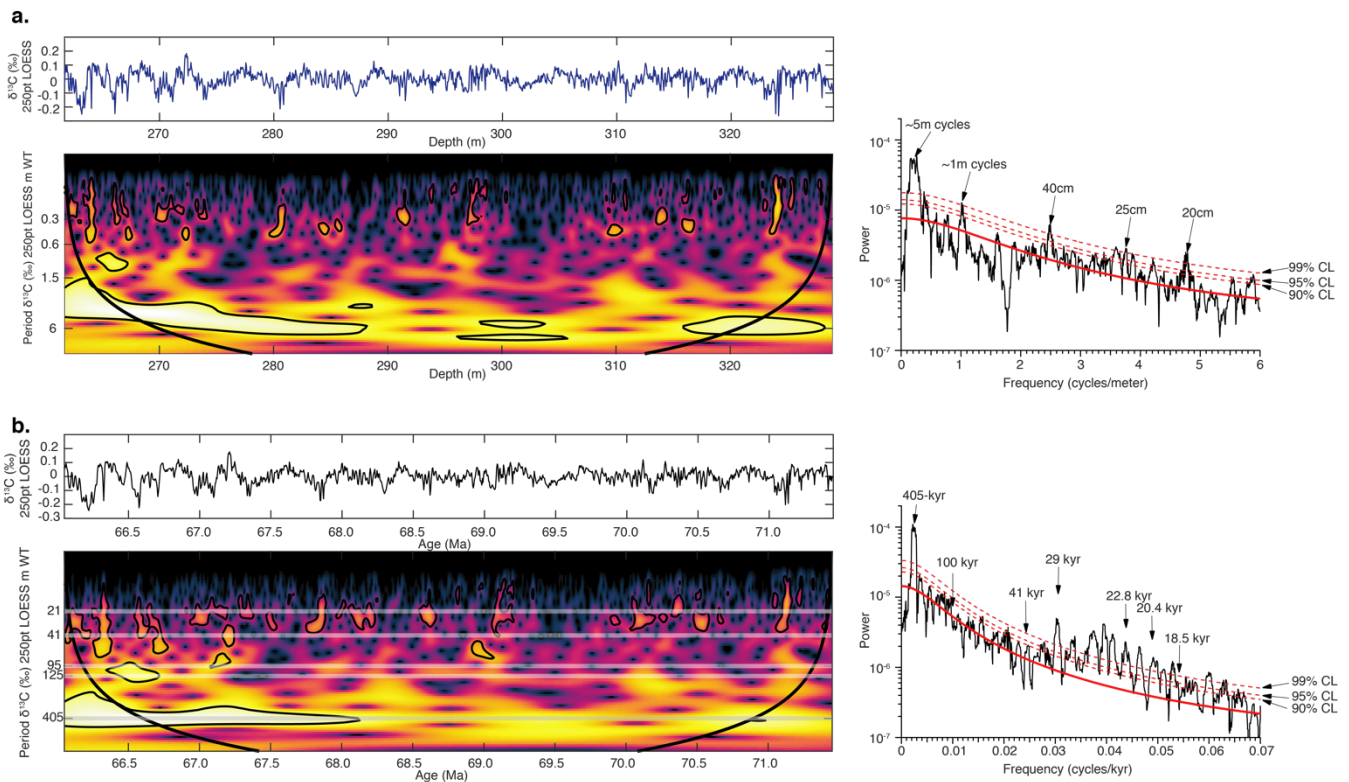 a.
δ¹³C (‰)
250pt LOESS
0.2
0.1
0
-0.1
-0.2
270
280
290
300
310
320
Depth (m)
Period δ¹³C (‰) 250pt LOESS m WT
0.3
0.6
1.5
6
270
280
290
300
310
320
Depth (m)
Power
10⁻⁴
10⁻⁵
10⁻⁶
10⁻⁷
~5m cycles
~1m cycles
40cm
25cm
20cm
99% CL
95% CL
90% CL
0
1
2
3
4
5
6
Frequency (cycles/meter)
b.
δ¹³C (‰)
250pt LOESS
0.2
0.1
0
-0.1
-0.2
-0.3
66.5
67.0
67.5
68.0
68.5
69.0
69.5
70.0
70.5
71.0
Age (Ma)
Period δ¹³C (‰) 250pt LOESS m WT
21
41
95
125
405
66.5
67.0
67.5
68.0
68.5
69.0
69.5
70.0
70.5
71.0
Age (Ma)
Power
10⁻⁴
10⁻⁵
10⁻⁶
10⁻⁷
405-kyr
100 kyr
41 kyr
29 kyr
22.8 kyr
20.4 kyr
18.5 kyr
99% CL
95% CL
90% CL
0
0.01
0.02
0.03
0.04
0.05
0.06
0.07
Frequency (cycles/kyr)